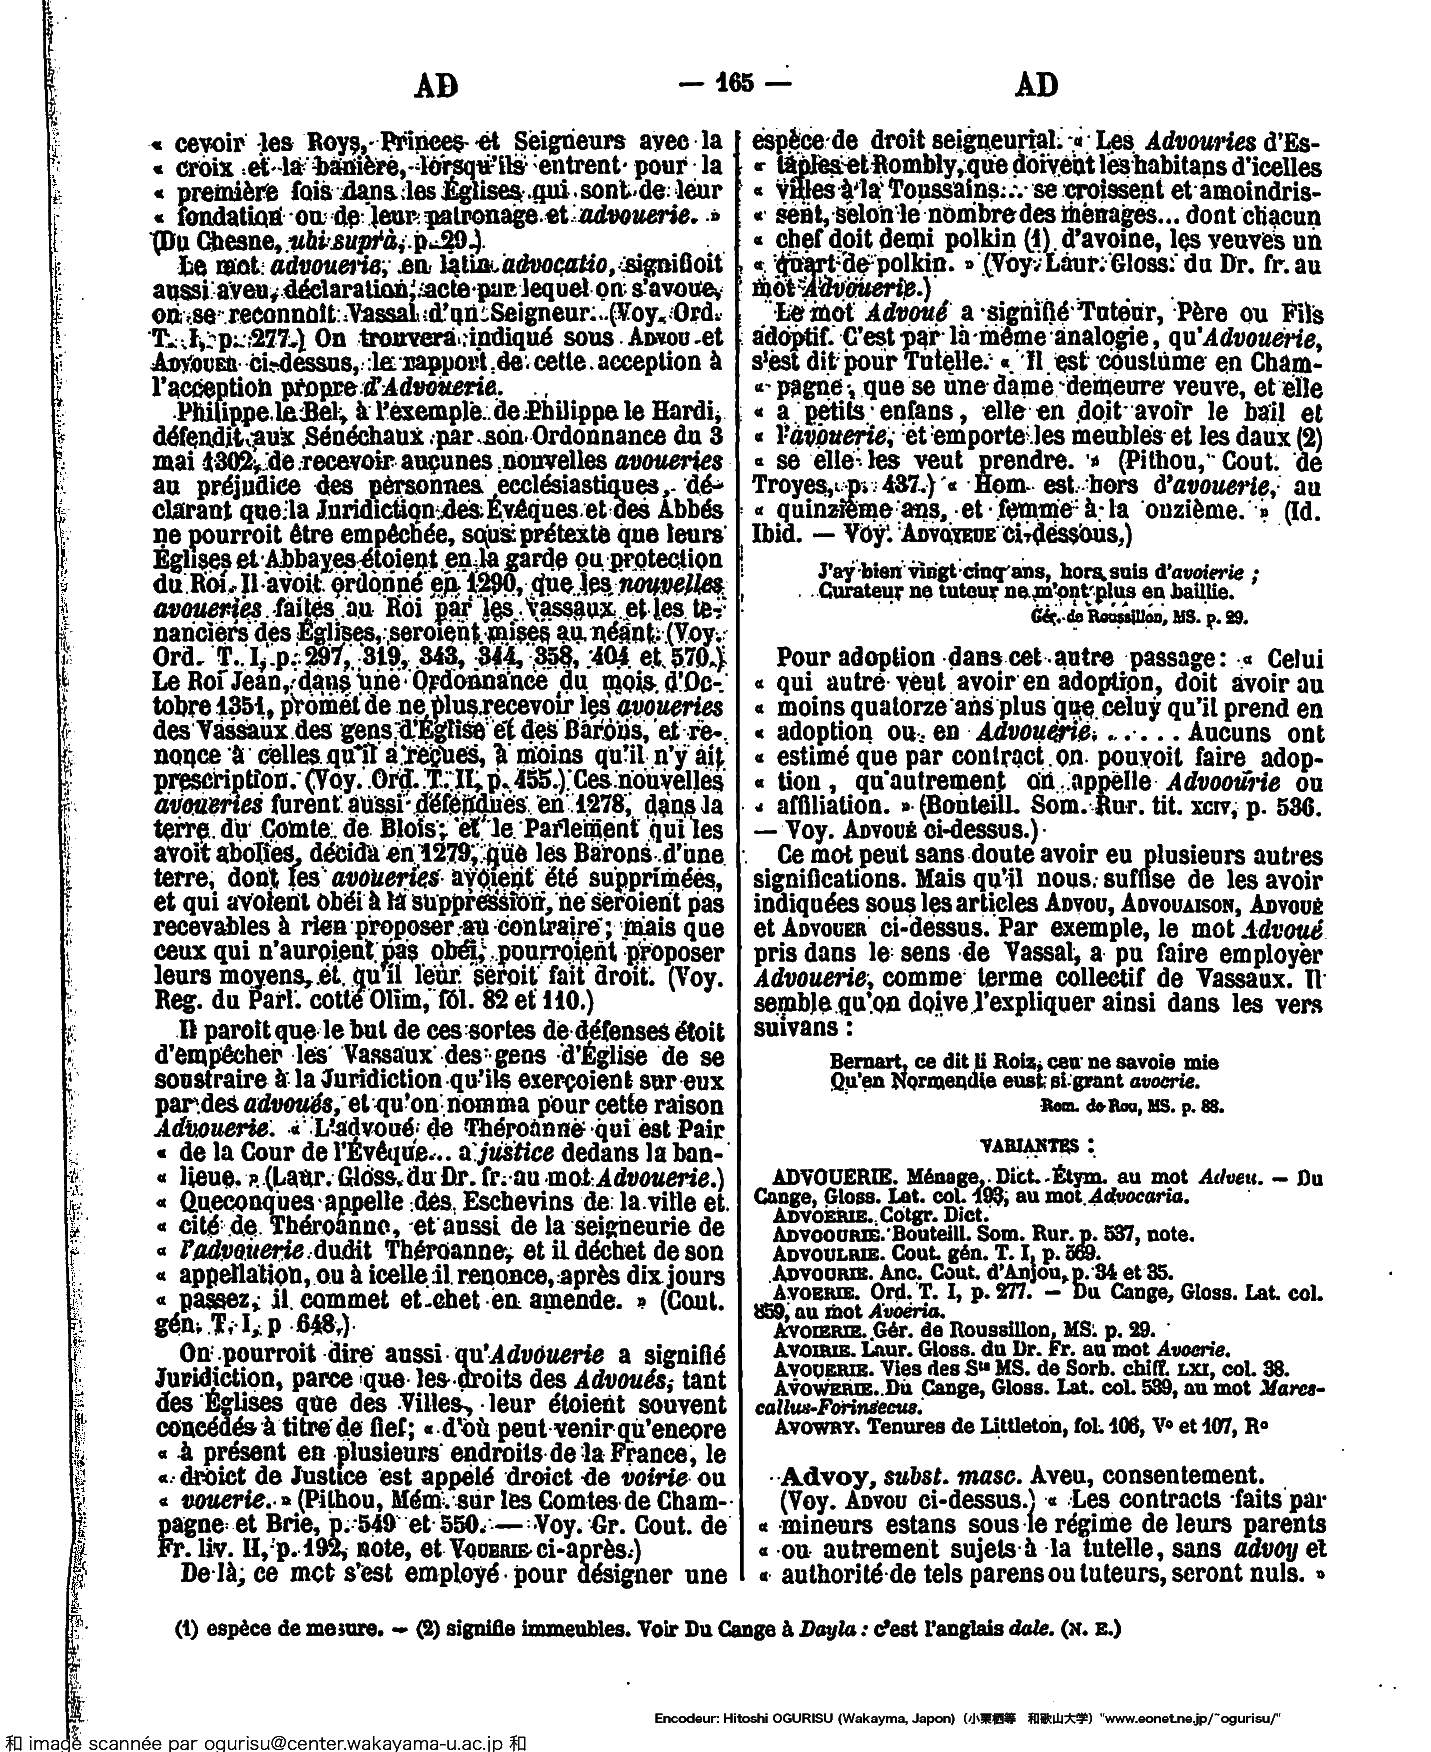 AD
— 165 —
AD
« cevoir les Roys, Princes et Seigneurs avec la
« croix et la banière, lorsqu'ils entrent pour la
« première fois dans les Églises qui sont de leur
« fondation ou de leur patronage et advouerie. »
(Du Chesne, ubi suprà, p. 29.)
Le mot advouerie, en latin advocatio, signifioit
aussi aveu, déclaration, acte par lequel on s'avoue,
on se reconnoît Vassal d'un Seigneur. (Voy. Ord.
T. I, p. 277.) On trouvera indiqué sous ADVOU et
ADVOUER ci-dessus, le rapport de cette acception à
l'acception propre d'Advouerie.
Philippe le Bel, à l'exemple de Philippe le Hardi,
défendit aux Sénéchaux par son Ordonnance du 3
mai 1302, de recevoir aucunes nouvelles avoueries
au préjudice des personnes ecclésiastiques, dé-
clarant que la Juridiction des Évêques et des Abbés
ne pourroit être empêchée, sous prétexte que leurs
Églises et Abbayes étoient en la garde ou protection
du Roi. Il avoit ordonné en 1290, que les nouvelles
avoueries faites au Roi par les Vassaux et les te-
nanciers des Églises, seroient mises au néant. (Voy.
Ord. T. I, p. 297, 319, 343, 344, 358, 404 et 570.)
Le Roi Jean, dans une Ordonnance du mois d'Oc-
tobre 1351, promet de ne plus recevoir les avoueries
des Vassaux des gens d'Église et des Barons, et re-
nonce à celles qu'il a reçues, à moins qu'il n'y ait
prescription. (Voy. Ord. T. II, p. 455.) Ces nouvelles
avoueries furent aussi défendues en 1278, dans la
terre du Comte de Blois, et le Parlement qui les
avoit abolies, décida en 1279, que les Barons d'une
terre, dont les avoueries avoient été supprimées,
et qui avoient obéi à la suppression, ne seroient pas
recevables à rien proposer au contraire; mais que
ceux qui n'auroient pas obéi, pourroient proposer
leurs moyens, et qu'il leur seroit fait droit. (Voy.
Reg. du Parl. cotté Olim, fol. 82 et 110.)
Il paroît que le but de ces sortes de défenses étoit
d'empêcher les Vassaux des gens d'Église de se
soustraire à la Juridiction qu'ils exerçoient sur eux
par des advoués, et qu'on nomma pour cette raison
Advouerie. « L'advoué de Théroanne qui est Pair
« de la Cour de l'Évêque... a justice dedans la ban-
« lieue. » (Laur. Gloss. du Dr. fr. au mot Advouerie.)
« Queconques appelle des Eschevins de la ville et
« cité de Théroanne, et aussi de la seigneurie de
« l'advouerie dudit Théroanne, et il déchet de son
« appellation, ou à icelle il renonce, après dix jours
« passez, il commet et chet en amende. » (Cout.
gén. T. I, p 648.)
On pourroit dire aussi qu'Advouerie a signifié
Juridiction, parce que les droits des Advoués, tant
des Églises que des Villes, leur étoient souvent
concédés à titre de fief; « d'où peut venir qu'encore
« à présent en plusieurs endroits de la France, le
« droict de Justice est appelé droict de voirie ou
« vouerie. » (Pithou, Mém. sur les Comtes de Cham-
pagne et Brie, p. 549 et 550. — Voy. Gr. Cout. de
Fr. liv. II, p. 192, note, et VOUERIE ci-après.)
De là, ce mot s'est employé pour désigner une
espèce de droit seigneurial. « Les Advouries d'Es-
« taples et Rombly, que doivent les habitans d'icelles
« villes à la Toussains... se croissent et amoindris-
« sent, selon le nombre des ménages... dont chacun
« chef doit demi polkin (1) d'avoine, les veuves un
« quart de polkin. » (Voy. Laur. Gloss. du Dr. fr. au
mot Advouerie.)
Le mot Advoué a signifié Tuteur, Père ou Fils
adoptif. C'est par la même analogie, qu'Advouerie,
s'est dit pour Tutelle. « Il est coustume en Cham-
« pagne, que se une dame demeure veuve, et elle
« a petits enfans, elle en doit avoir le bail et
« l'avouerie, et emporte les meubles et les daux (2)
« se elle les veut prendre. » (Pithou, Cout. de
Troyes, p. 437.) « Hom est hors d'avouerie, au
« quinzième ans, et femme à la onzième. » (Id.
Ibid. — Voy. ADVOYEUE ci-dessous.)
J'ay bien vingt cinq ans, hors suis d'avoierie ;
Curateur ne tuteur ne m'ont plus en baillie.
Gér. de Roussillon, MS. p. 29.
Pour adoption dans cet autre passage : « Celui
« qui autre veut avoir en adoption, doit avoir au
« moins quatorze ans plus que celuy qu'il prend en
« adoption ou en Advouerie. ..... Aucuns ont
« estimé que par contract on pouvoit faire adop-
« tion, qu'autrement on appelle Advoourie ou
« affiliation. » (Bouteill. Som. Rur. tit. XCIV, p. 536.
— Voy. ADVOUÉ ci-dessus.)
Ce mot peut sans doute avoir eu plusieurs autres
significations. Mais qu'il nous suffise de les avoir
indiquées sous les articles ADVOU, ADVOUAISON, ADVOUÉ
et ADVOUER ci-dessus. Par exemple, le mot Advoué
pris dans le sens de Vassal, a pu faire employer
Advouerie, comme terme collectif de Vassaux. Il
semble qu'on doive l'expliquer ainsi dans les vers
suivans :
Bernart, ce dit li Roiz, ceu ne savoie mie
Qu'en Normendie eust si grant avoerie.
Rom. de Rou, MS. p. 88.
VARIANTES :
ADVOUERIE. Ménage, Dict. Étym. au mot Adveu. — Du
Cange, Gloss. Lat. col. 193, au mot Advocaria.
ADVOERIE. Cotgr. Dict.
ADVOOURIE. Bouteill. Som. Rur. p. 537, note.
ADVOULRIE. Cout. gén. T. I, p. 569.
ADVOURIE. Anc. Cout. d'Anjou, p. 34 et 35.
AVOERIE. Ord. T. I, p. 277. — Du Cange, Gloss. Lat. col.
859, au mot Avoeria.
AVOIERIE. Gér. de Roussillon, MS. p. 29.
AVOIRIE. Laur. Gloss. du Dr. Fr. au mot Avoerie.
AVOUERIE. Vies des Sts MS. de Sorb. chiff. LXI, col. 38.
AVOWERIE. Du Cange, Gloss. Lat. col. 539, au mot Mares-
callus-Forinsecus.
AVOWRY. Tenures de Littleton, fol. 106, Vo et 107, Ro
Advoy, subst. masc. Aveu, consentement.
(Voy. ADVOU ci-dessus.) « Les contracts faits par
« mineurs estans sous le régime de leurs parents
« ou autrement sujets à la tutelle, sans advoy et
« authorité de tels parens ou tuteurs, seront nuls. »
(1) espèce de mesure. — (2) signifie immeubles. Voir Du Cange à Dayla : c'est l'anglais dale. (N. E.)
Encodeur: Hitoshi OGURISU (Wakayma, Japon) (小栗栖等 和歌山大学) "www.eonet.ne.jp/~ogurisu/"
和 image scannée par ogurisu@center.wakayama-u.ac.jp 和